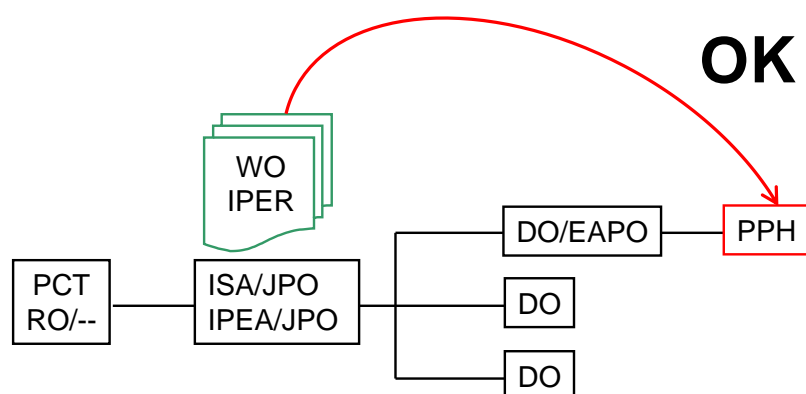 OK
WO
IPER
DO/EAPO
PPH
PCT
RO/--
ISA/JPO
IPEA/JPO
DO
DO